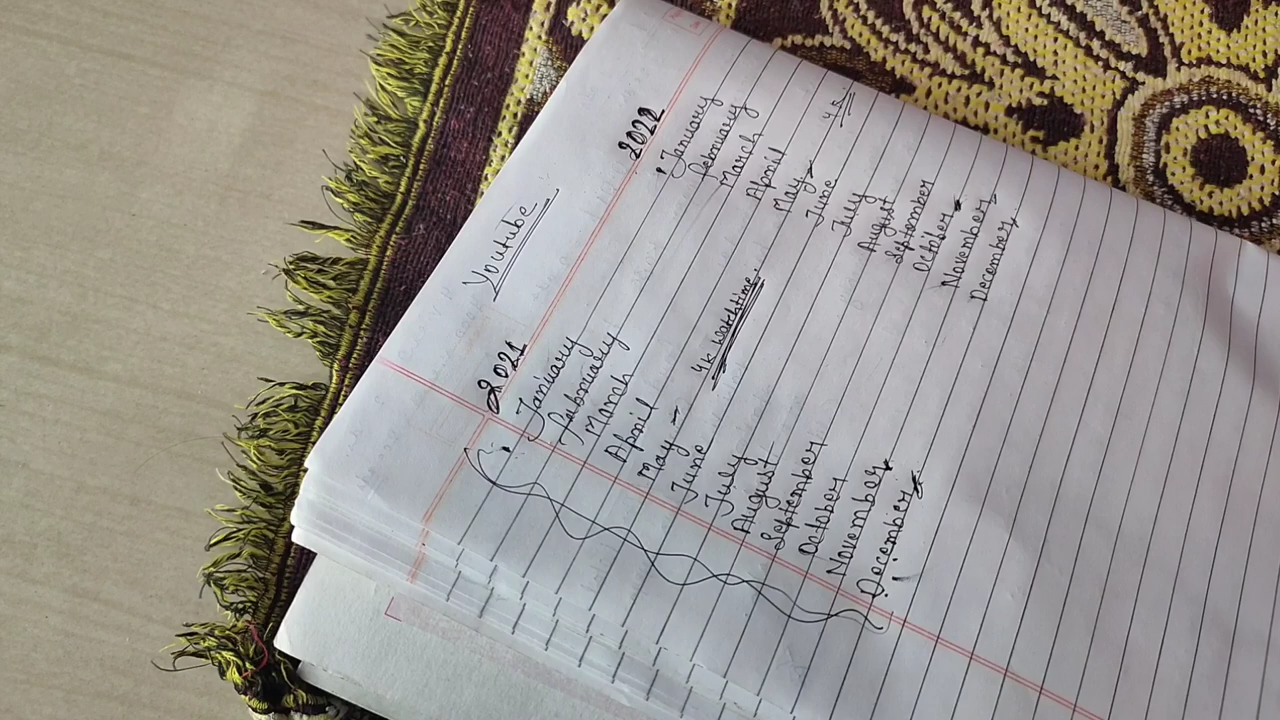 Youtube
2021
January
february
March
April
May -
June
4k Watchtime.
July
August
September
October
November
December
2022
January
february
March
April
May -
June
4k.
July
August
September
October
November
December